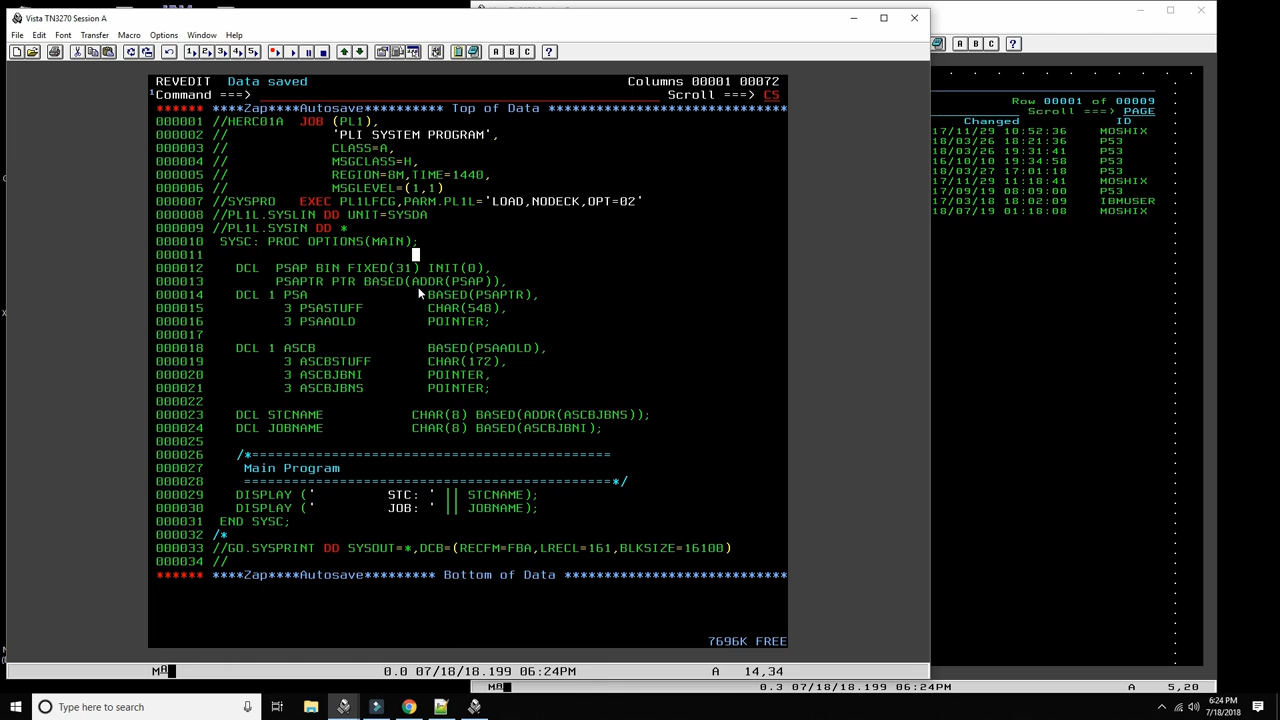 Vista TN3270 Session A
File Edit Font Transfer Macro Options Window Help
A B C ?
A B C ?
REVEDIT Data saved Columns 00001 00072
Command ===> Scroll ===> CS
****** ****Zap****Autosave********** Top of Data ******************************
000001 //HERC01A JOB (PL1),
000002 // 'PLI SYSTEM PROGRAM',
000003 // CLASS=A,
000004 // MSGCLASS=H,
000005 // REGION=8M,TIME=1440,
000006 // MSGLEVEL=(1,1)
000007 //SYSPRO EXEC PL1LFCG,PARM.PL1L='LOAD,NODECK,OPT=02'
000008 //PL1L.SYSLIN DD UNIT=SYSDA
000009 //PL1L.SYSIN DD *
000010 SYSC: PROC OPTIONS(MAIN);
000011
000012 DCL PSAP BIN FIXED(31) INIT(0),
000013 PSAPTR PTR BASED(ADDR(PSAP)),
000014 DCL 1 PSA BASED(PSAPTR),
000015 3 PSASTUFF CHAR(548),
000016 3 PSAAOLD POINTER;
000017
000018 DCL 1 ASCB BASED(PSAAOLD),
000019 3 ASCBSTUFF CHAR(172),
000020 3 ASCBJBNI POINTER,
000021 3 ASCBJBNS POINTER;
000022
000023 DCL STCNAME CHAR(8) BASED(ADDR(ASCBJBNS));
000024 DCL JOBNAME CHAR(8) BASED(ASCBJBNI);
000025
000026 /*==============================================
000027 Main Program
000028 ==============================================*/
000029 DISPLAY (' STC: ' || STCNAME);
000030 DISPLAY (' JOB: ' || JOBNAME);
000031 END SYSC;
000032 /*
000033 //GO.SYSPRINT DD SYSOUT=*,DCB=(RECFM=FBA,LRECL=161,BLKSIZE=16100)
000034 //
****** ****Zap****Autosave********* Bottom of Data ****************************
7696K FREE
0.0 07/18/18.199 06:24PM A 14,34
Row 00001 of 00009
Scroll ===> PAGE
Changed ID
17/11/29 10:52:36 MOSHIX
18/03/26 18:21:36 P53
18/03/26 19:31:41 P53
16/10/10 19:34:58 P53
18/03/27 17:01:18 P53
17/11/29 11:18:41 MOSHIX
17/09/19 08:09:00 P53
17/03/18 18:02:09 IBMUSER
18/07/19 01:18:08 MOSHIX
0.3 07/18/18.199 06:24PM A 5,20
Type here to search
6:24 PM
7/18/2018